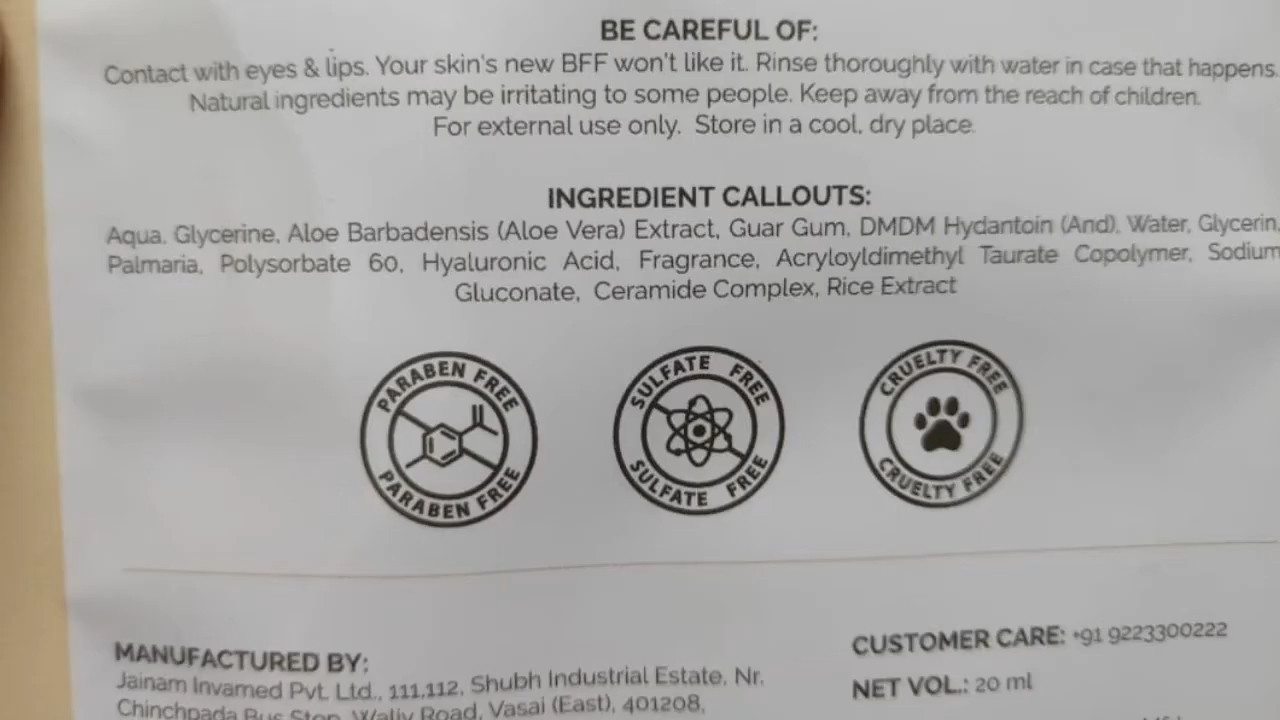 BE CAREFUL OF:
Contact with eyes & lips. Your skin's new BFF won't like it. Rinse thoroughly with water in case that happens.
Natural ingredients may be irritating to some people. Keep away from the reach of children.
For external use only. Store in a cool, dry place.
INGREDIENT CALLOUTS:
Aqua, Glycerine, Aloe Barbadensis (Aloe Vera) Extract, Guar Gum, DMDM Hydantoin (And), Water, Glycerin,
Palmaria, Polysorbate 60, Hyaluronic Acid, Fragrance, Acryloyldimethyl Taurate Copolymer, Sodium
Gluconate, Ceramide Complex, Rice Extract
PARABEN FREE
PARABEN FREE
SULFATE FREE
SULFATE FREE
CRUELTY FREE
CRUELTY FREE
MANUFACTURED BY:
Jainam Invamed Pvt. Ltd., 111,112, Shubh Industrial Estate, Nr.
Chinchpada Bus Stop, Waliv Road, Vasai (East), 401208,
CUSTOMER CARE: +91 9223300222
NET VOL.: 20 ml